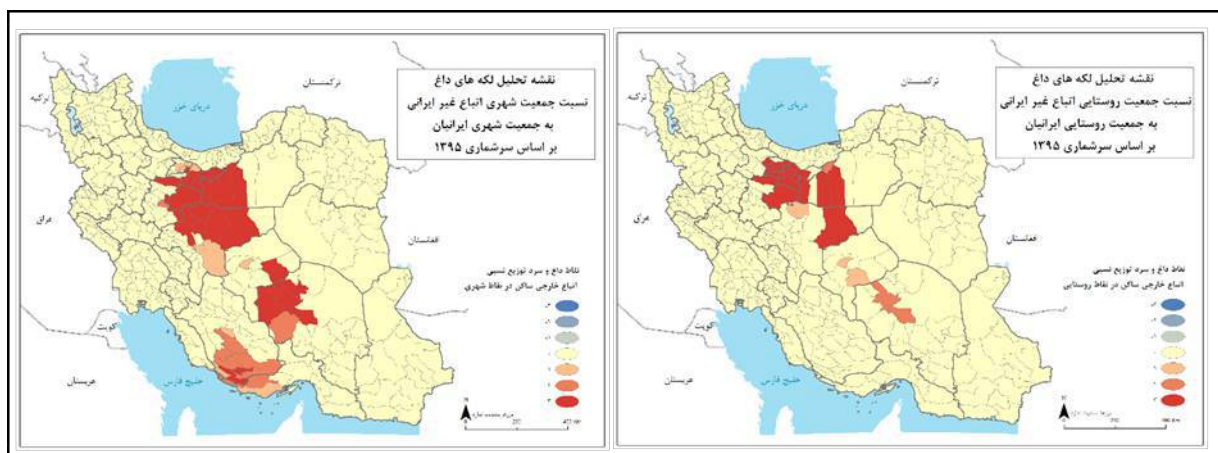 ترکمنستان
ترکیه
دریای خزر
نقشه تحلیل لکه های داغ
نسبت جمعیت شهری اتباع غیر ایرانی
به جمعیت شهری ایرانیان
بر اساس سرشماری ۱۳۹۵
عراق
افغانستان
نقاط داغ و سرد توزیع نسبی
اتباع خارجی ساکن در نقاط شهری
کویت
خلیج فارس
عربستان
ترکمنستان
ترکیه
دریای خزر
نقشه تحلیل لکه های داغ
نسبت جمعیت روستایی اتباع غیر ایرانی
به جمعیت روستایی ایرانیان
بر اساس سرشماری ۱۳۹۵
عراق
افغانستان
نقاط داغ و سرد توزیع نسبی
اتباع خارجی ساکن در نقاط روستایی
کویت
خلیج فارس
عربستان